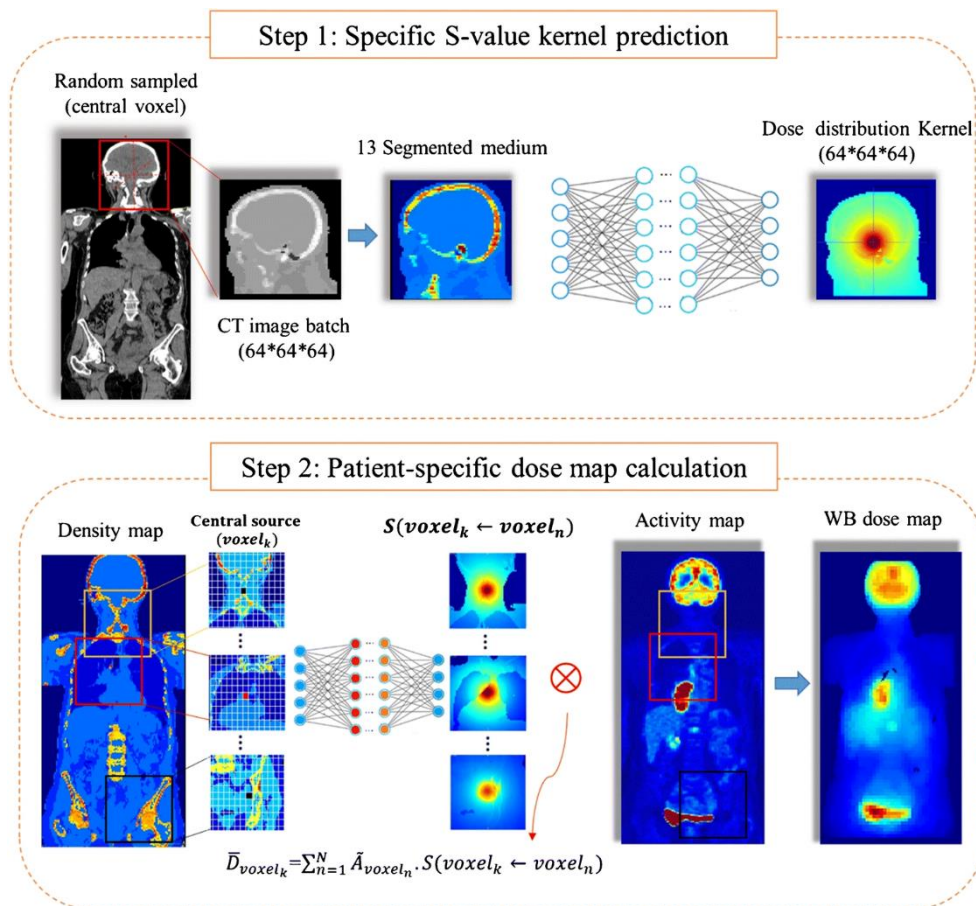 Step 1: Specific S-value kernel prediction
Random sampled
(central voxel)
13 Segmented medium
Dose distribution Kernel
(64*64*64)
CT image batch
(64*64*64)
Step 2: Patient-specific dose map calculation
Density map
Central source
(voxelₖ)
S(voxelₖ ← voxelₙ)
Activity map
WB dose map
D̅voxelₖ=∑ᴺₙ₌₁ Ãvoxelₙ. S(voxelₖ ← voxelₙ)